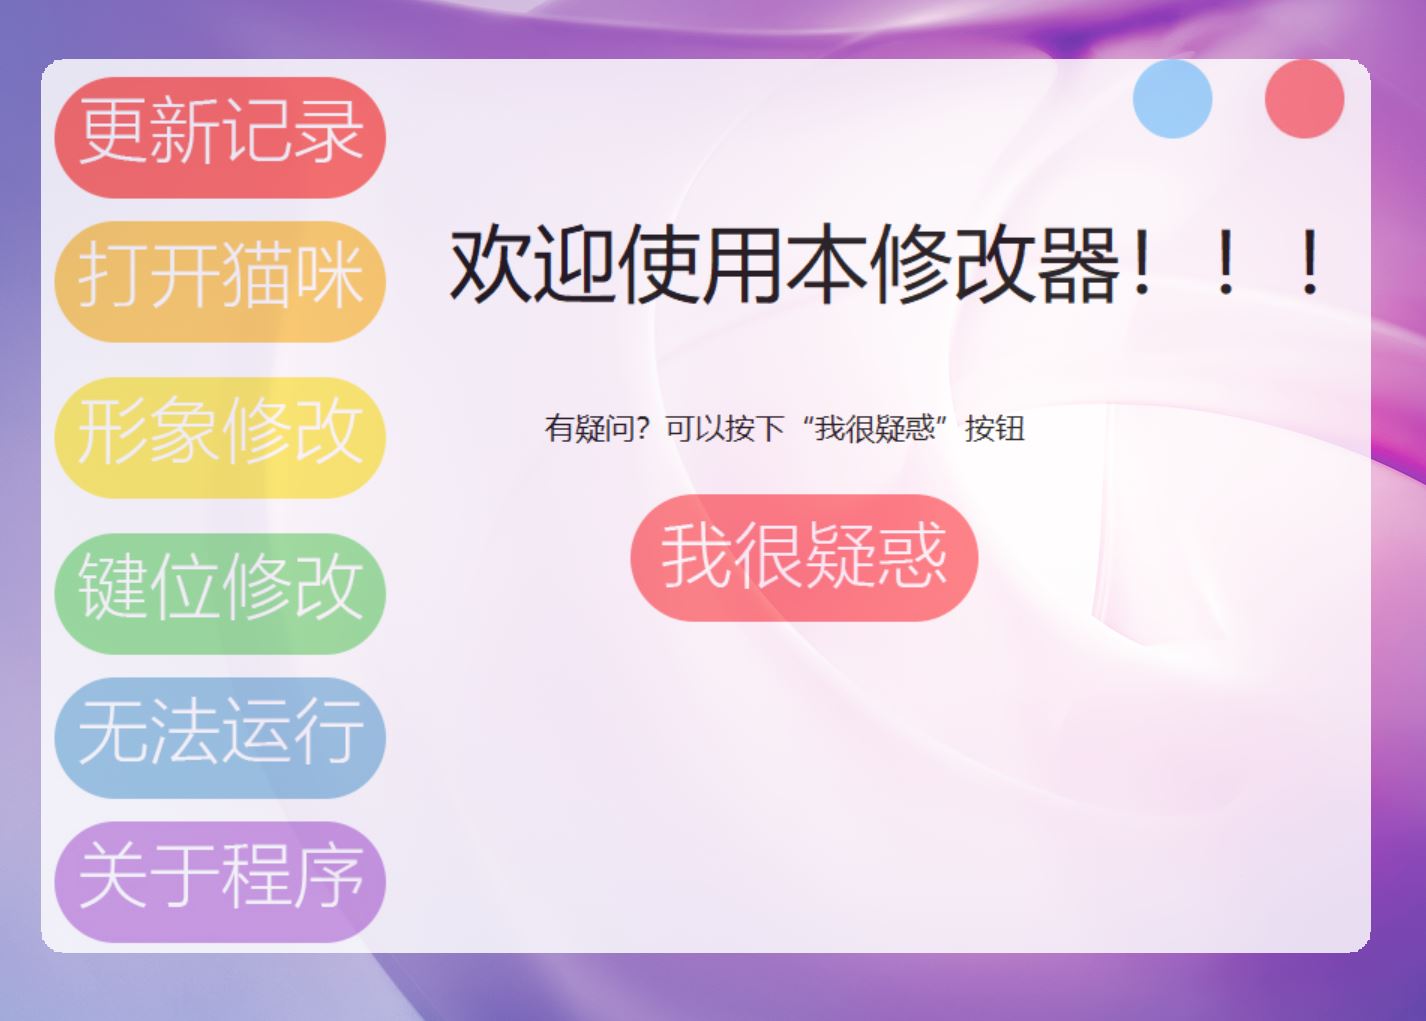 更新记录
打开猫咪
形象修改
键位修改
无法运行
关于程序
欢迎使用本修改器！！！
有疑问？可以按下“我很疑惑”按钮
我很疑惑